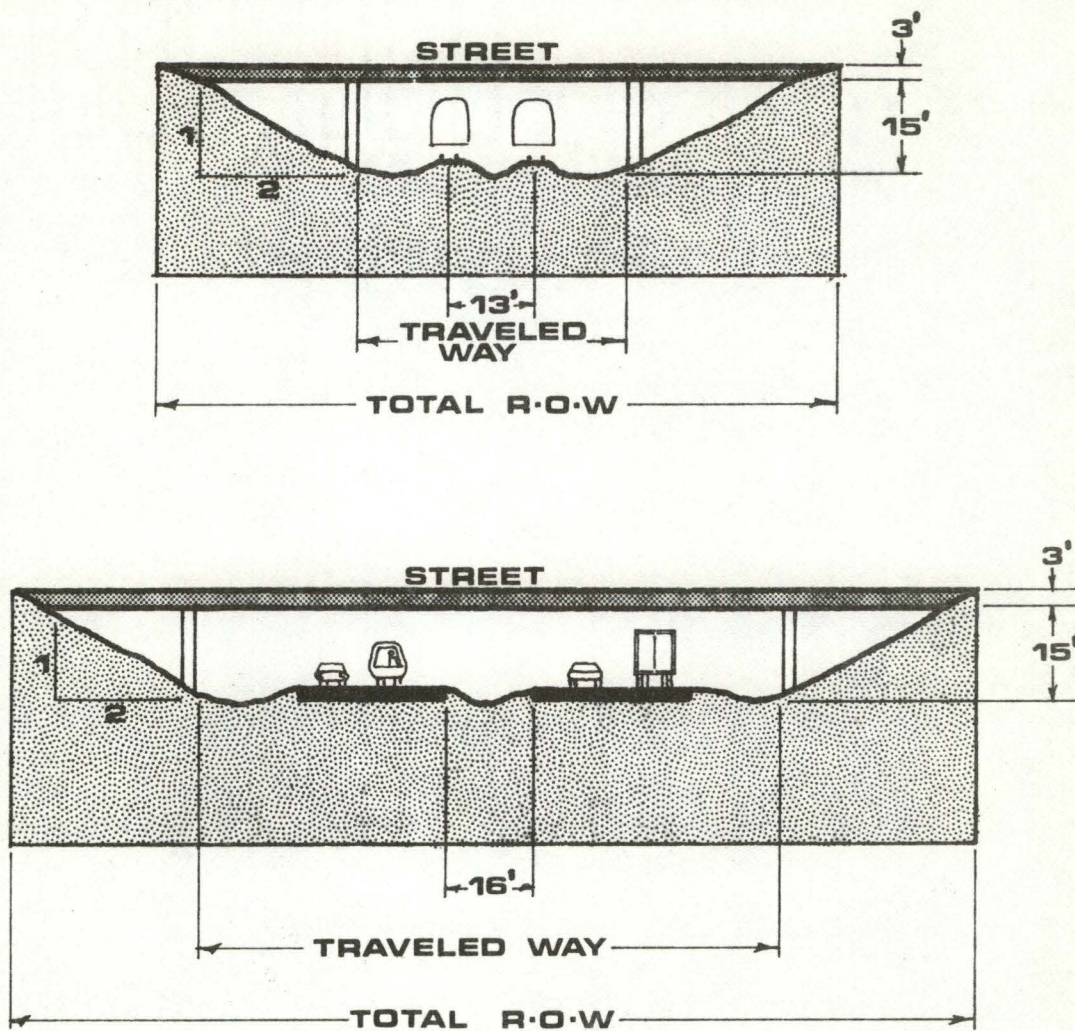 3'
STREET
15'
1
2
13'
TRAVELED
WAY
TOTAL R·O·W
3'
STREET
15'
1
2
16'
TRAVELED WAY
TOTAL R·O·W